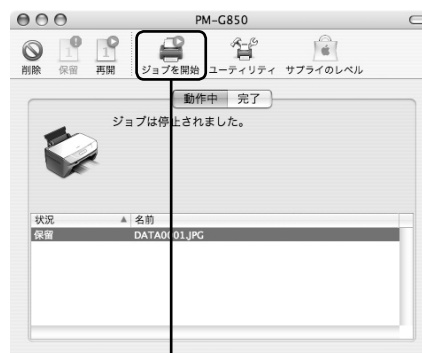 PM-G850
削除 保留 再開 ジョブを開始 ユーティリティ サプライのレベル
動作中 完了
ジョブは停止されました。
状況 名前
保留 DATA0001.JPG